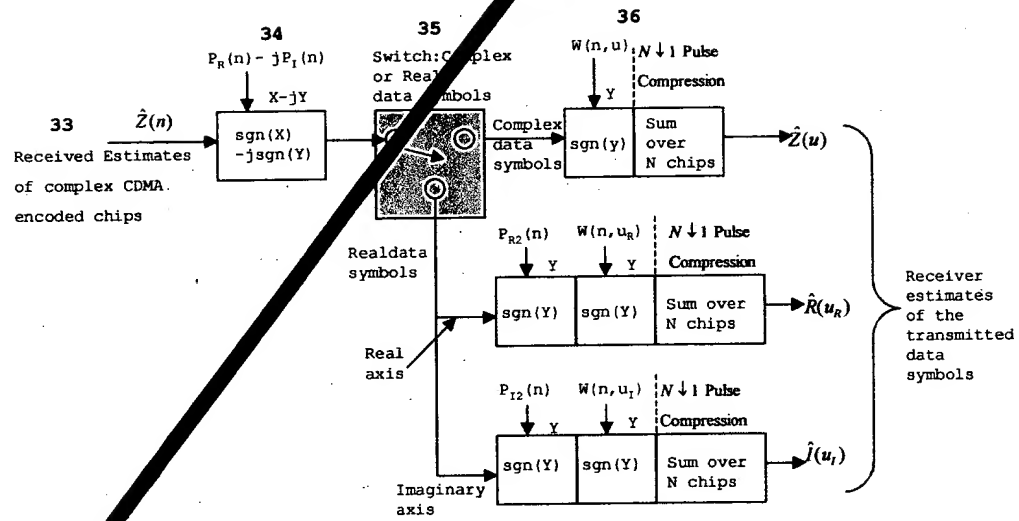 34
35
36
P_R(n)-jP_I(n)
X-jY
33
Ẑ(n)
sgn(X)
-jsgn(Y)
Received Estimates
of complex CDMA
encoded chips
Switch:
or
data
symbols
Complex
data
symbols
W(n,u)
Y
N↓1 Pulse
Compression
sgn(y)
Sum
over
N chips
Ẑ(u)
Realdata
symbols
P_R2(n)
W(n,u_R)
N↓1 Pulse
Y
Y
Compression
sgn(Y)
sgn(Y)
Sum over
N chips
R̂(u_R)
Real
axis
P_I2(n)
W(n,u_I)
N↓1 Pulse
Y
Y
Compression
sgn(Y)
sgn(Y)
Sum over
N chips
Î(u_I)
Imaginary
axis
Receiver
estimates
of the
transmitted
data
symbols